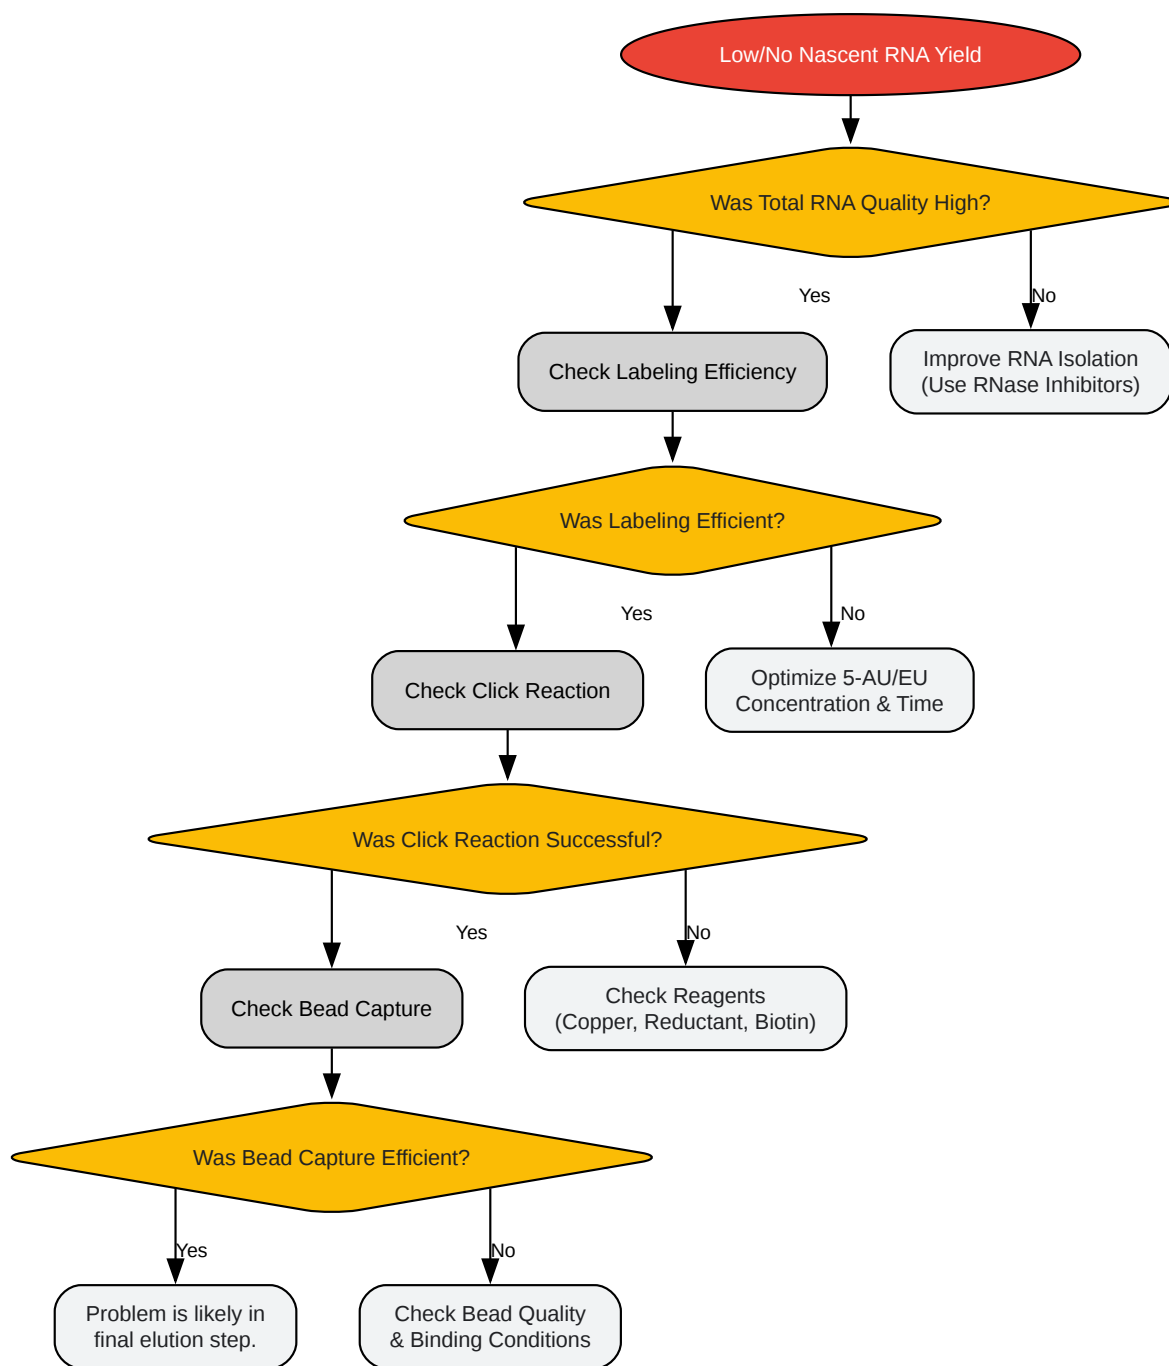 Low/No Nascent RNA Yield
Was Total RNA Quality High?
Yes
No
Check Labeling Efficiency
Improve RNA Isolation
(Use RNase Inhibitors)
Was Labeling Efficient?
Yes
No
Check Click Reaction
Optimize 5-AU/EU
Concentration & Time
Was Click Reaction Successful?
Yes
No
Check Bead Capture
Check Reagents
(Copper, Reductant, Biotin)
Was Bead Capture Efficient?
Yes
No
Problem is likely in
final elution step.
Check Bead Quality
& Binding Conditions